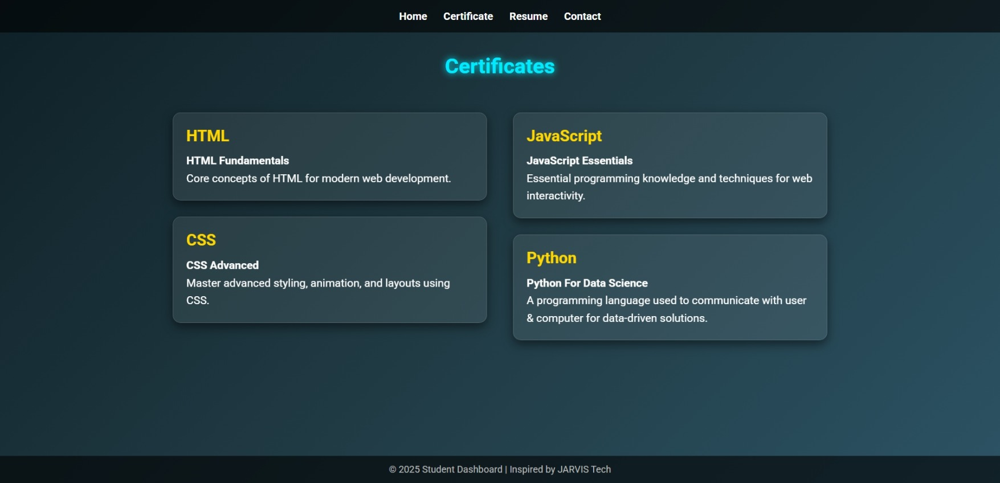 Home Certificate Resume Contact
Certificates
HTML
HTML Fundamentals
Core concepts of HTML for modern web development.
CSS
CSS Advanced
Master advanced styling, animation, and layouts using
CSS.
JavaScript
JavaScript Essentials
Essential programming knowledge and techniques for web
interactivity.
Python
Python For Data Science
A programming language used to communicate with user
& computer for data-driven solutions.
© 2025 Student Dashboard | Inspired by JARVIS Tech